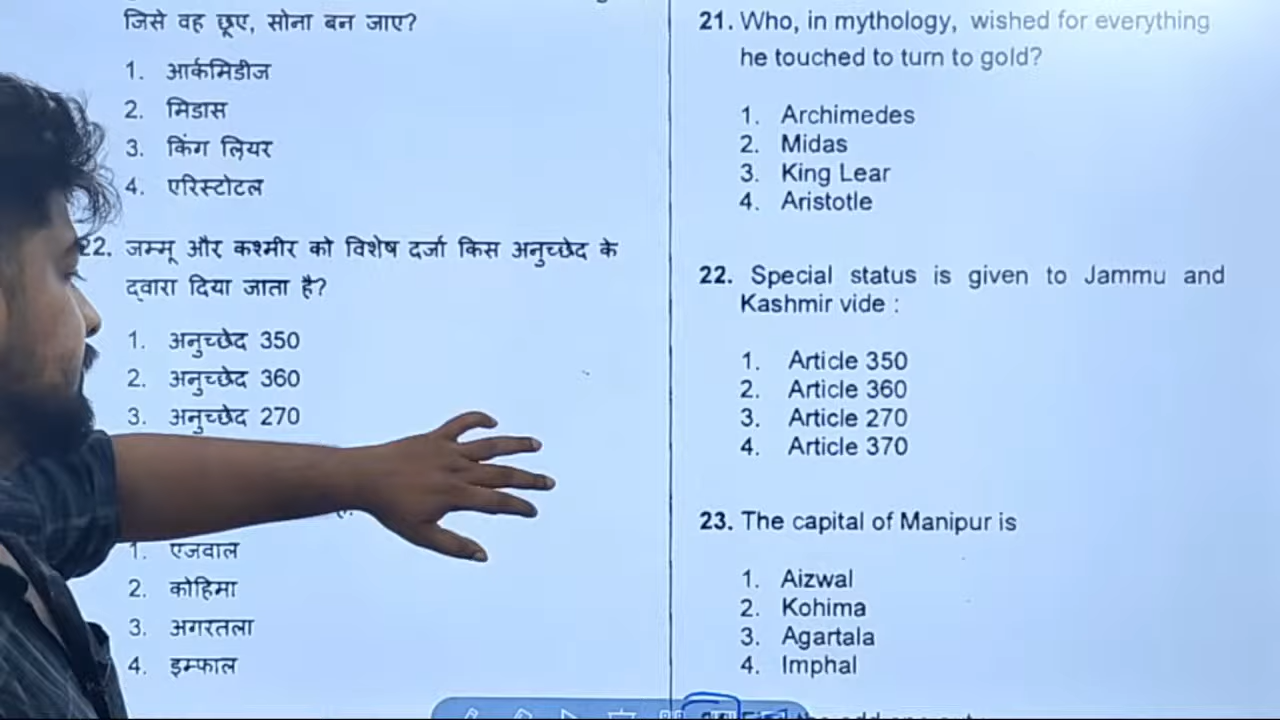 जिसे वह छूए, सोना बन जाए?
1. आर्कमिडीज
2. मिडास
3. किंग लियर
4. एरिस्टोटल
22. जम्मू और कश्मीर को विशेष दर्जा किस अनुच्छेद के
द्वारा दिया जाता है?
1. अनुच्छेद 350
2. अनुच्छेद 360
3. अनुच्छेद 270
1. एजवाल
2. कोहिमा
3. अगरतला
4. इम्फाल
21. Who, in mythology, wished for everything
he touched to turn to gold?
1. Archimedes
2. Midas
3. King Lear
4. Aristotle
22. Special status is given to Jammu and
Kashmir vide :
1. Article 350
2. Article 360
3. Article 270
4. Article 370
23. The capital of Manipur is
1. Aizwal
2. Kohima
3. Agartala
4. Imphal